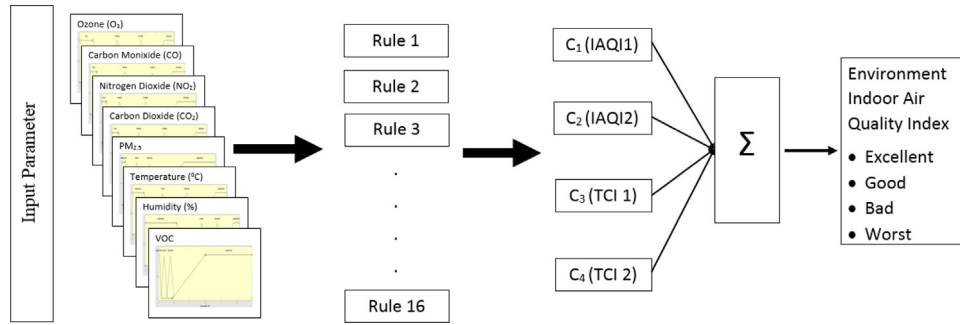 Input Parameter
Ozone (O₃)
Carbon Monixide (CO)
Nitrogen Dioxide (NO₂)
Carbon Dioxide (CO₂)
PM₂.₅
Temperature (⁰C)
Humidity (%)
VOC
Rule 1
Rule 2
Rule 3
.
.
.
Rule 16
C₁ (IAQI1)
C₂ (IAQI2)
C₃ (TCI 1)
C₄ (TCI 2)
Σ
Environment
Indoor Air
Quality Index
• Excellent
• Good
• Bad
• Worst